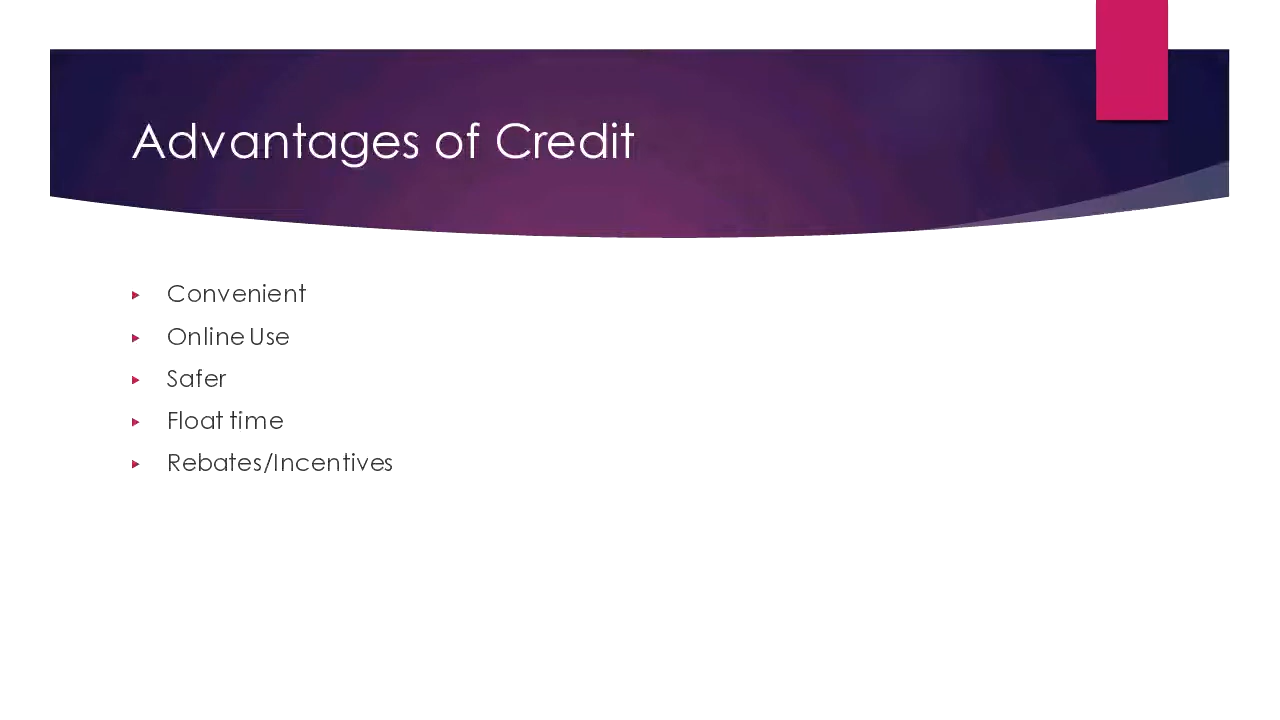 Advantages of Credit
Convenient
Online Use
Safer
Float time
Rebates/Incentives